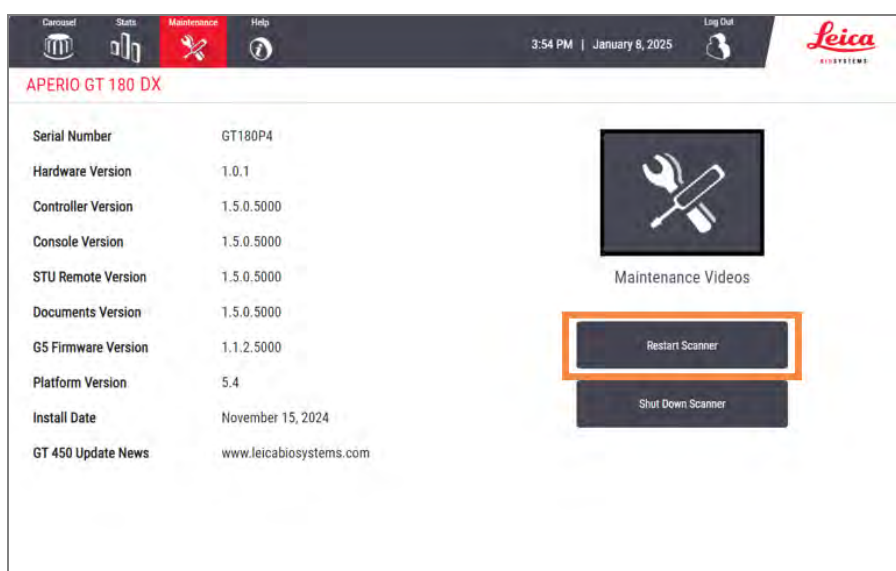 Carousel Stats Maintenance Help Log Out
3:54 PM | January 8, 2025
Leica
BIOSYSTEMS
APERIO GT 180 DX
Serial Number GT180P4
Hardware Version 1.0.1
Controller Version 1.5.0.5000
Console Version 1.5.0.5000
STU Remote Version 1.5.0.5000
Maintenance Videos
Documents Version 1.5.0.5000
G5 Firmware Version 1.1.2.5000
Restart Scanner
Platform Version 5.4
Shut Down Scanner
Install Date November 15, 2024
GT 450 Update News www.leicabiosystems.com